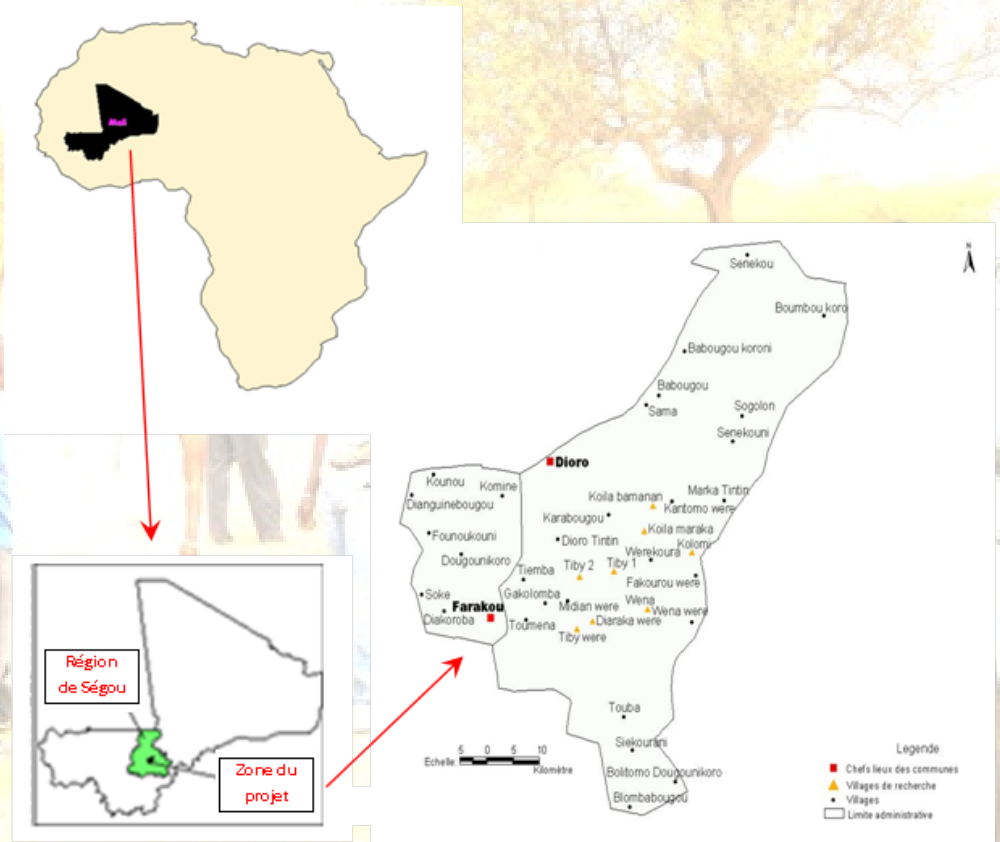 Mali
N
Senekou
Boumbou koro
Babougou koroni
Babougou
Sama
Sogolon
Senekouni
Dioro
Kounou
Komine
Dianguinebougou
Koila bamanan
Marka Tintin
Kantomo were
Karabougou
Founoukouni
Koila maraka
Dioro Tintin
Kolomi
Werekoura
Dougounikoro
Tiby 2
Tiby 1
Tiemba
Fakourou were
Soke
Gakolomba
Wena
Farakou
Midian were
Wena were
Diakoroba
Toumena
Diaraka were
Tiby were
Touba
Siekourani
Bolitomo Dougounikoro
Blombabougou
5 0 5 10
Echelle:
Kilomètre
Legende
Chefs lieux des communes
Villages de recherche
Villages
Limite administrative
Région
de Ségou
Zone du
projet